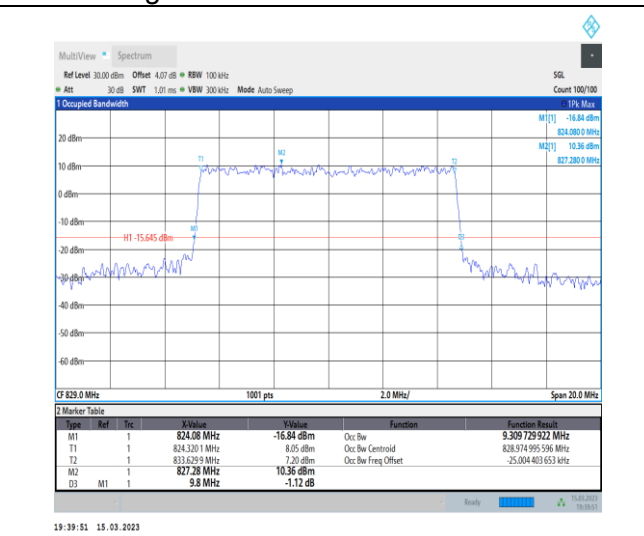 MultiView Spectrum
Ref Level 30.00 dBm Offset 4.07 dB RBW 100 kHz SGL
Att 30 dB SWT 1.01 ms VBW 300 kHz Mode Auto Sweep Count 100/100
1 Occupied Bandwidth 1Pk Max
M1[1] -16.84 dBm
824.080 0 MHz
M2[1] 10.36 dBm
827.280 0 MHz
20 dBm
T1 M2 T2
10 dBm
0 dBm
-10 dBm
H1 -15.645 dBm
-20 dBm
-30 dBm
-40 dBm
-50 dBm
-60 dBm
CF 829.0 MHz 1001 pts 2.0 MHz/ Span 20.0 MHz
2 Marker Table
Type Ref Trc X-Value Y-Value Function Function Result
M1 1 824.08 MHz -16.84 dBm Occ Bw 9.309 729 922 MHz
T1 1 824.320 1 MHz 8.05 dBm Occ Bw Centroid 828.974 995 596 MHz
T2 1 833.629 9 MHz 7.20 dBm Occ Bw Freq Offset -25.004 403 653 kHz
M2 1 827.28 MHz 10.36 dBm
D3 M1 1 9.8 MHz -1.12 dB
Ready 15.03.2023
19:39:51
19:39:51 15.03.2023